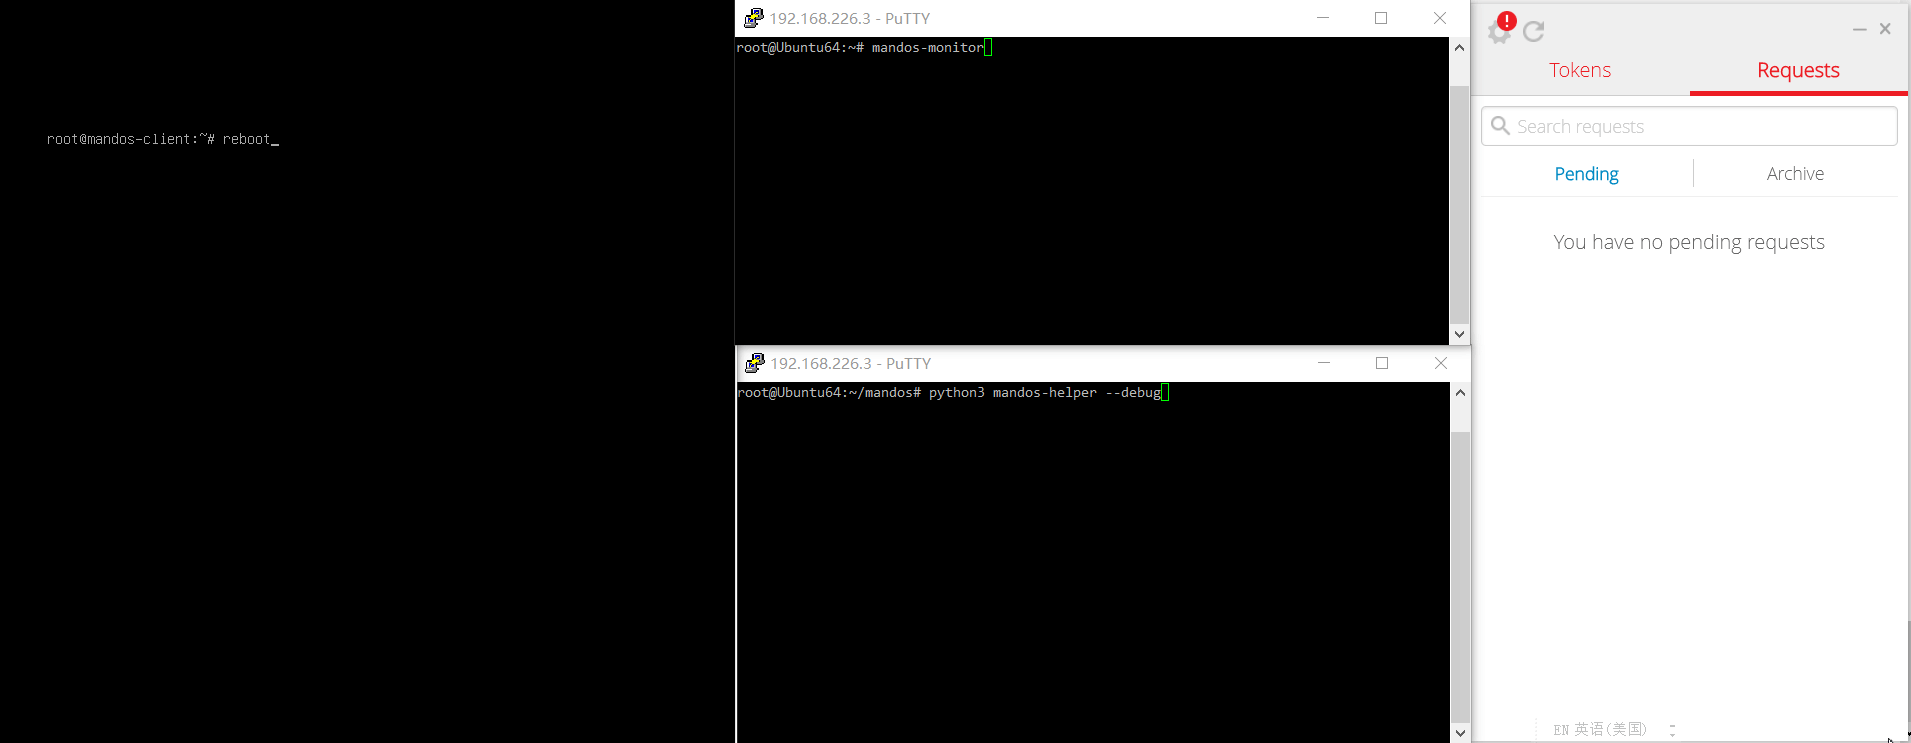 root@mandos-client:~# reboot_
192.168.226.3 - PuTTY
root@Ubuntu64:~# mandos-monitor
192.168.226.3 - PuTTY
root@Ubuntu64:~/mandos# python3 mandos-helper --debug
!
Tokens
Requests
Search requests
Pending
Archive
You have no pending requests
EN 英语(美国)